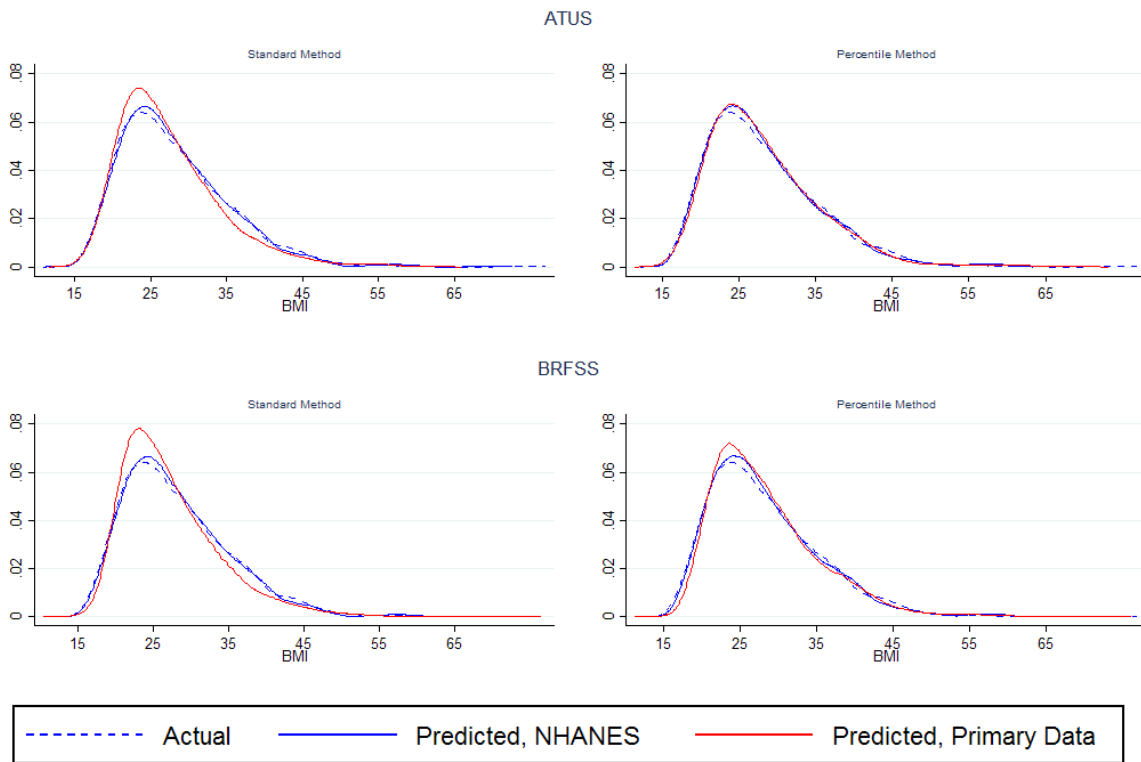 ATUS
Standard Method
Percentile Method
.08
.06
.04
.02
0
15 25 35 45 55 65
BMI
.08
.06
.04
.02
0
15 25 35 45 55 65
BMI
BRFSS
Standard Method
Percentile Method
.08
.06
.04
.02
0
15 25 35 45 55 65
BMI
.08
.06
.04
.02
0
15 25 35 45 55 65
BMI
Actual Predicted, NHANES Predicted, Primary Data